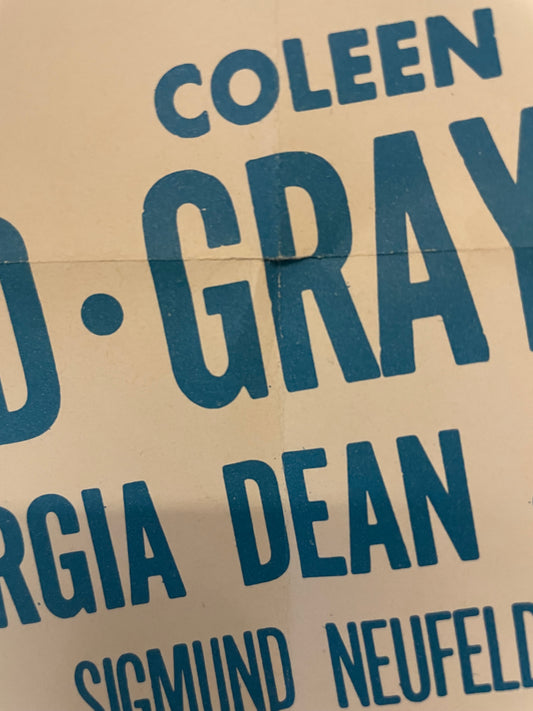 COLEEN
D • GRAY
RGIA DEAN
SIGMUND NEUFELD